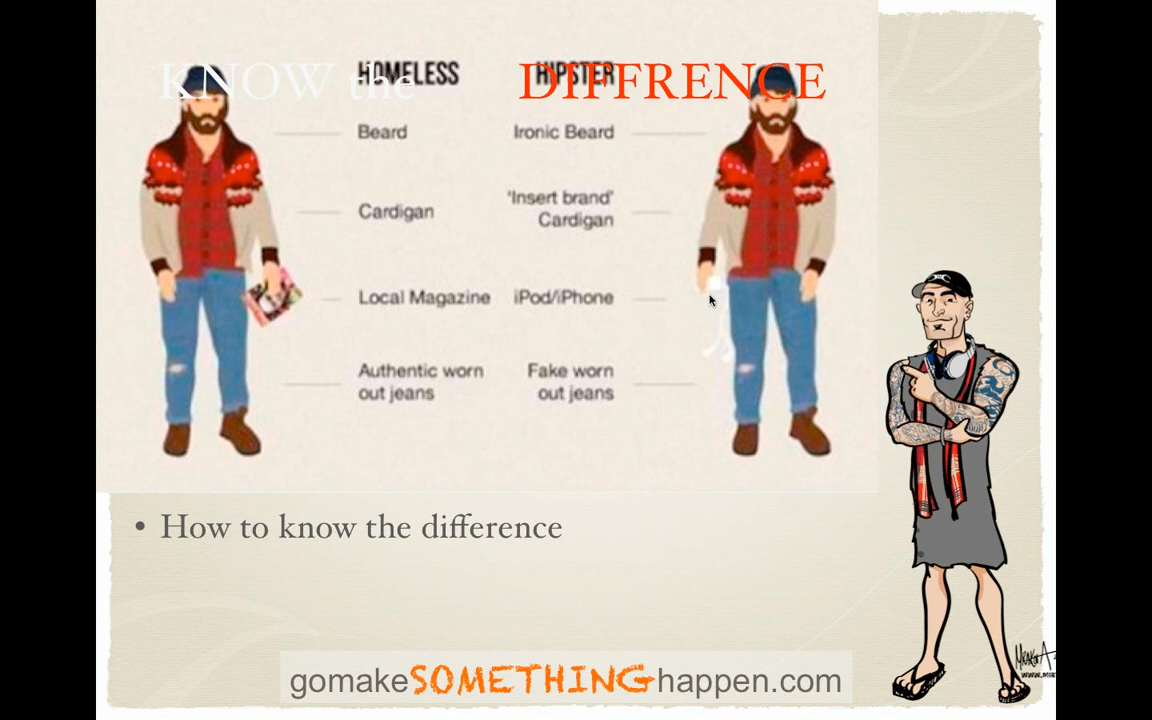 KNOW the DIFFRENCE
HOMELESS HIPSTER
Beard Ironic Beard
Cardigan 'Insert brand'
Cardigan
Local Magazine iPod/iPhone
Authentic worn Fake worn
out jeans out jeans
• How to know the difference
gomakeSOMETHINGhappen.com